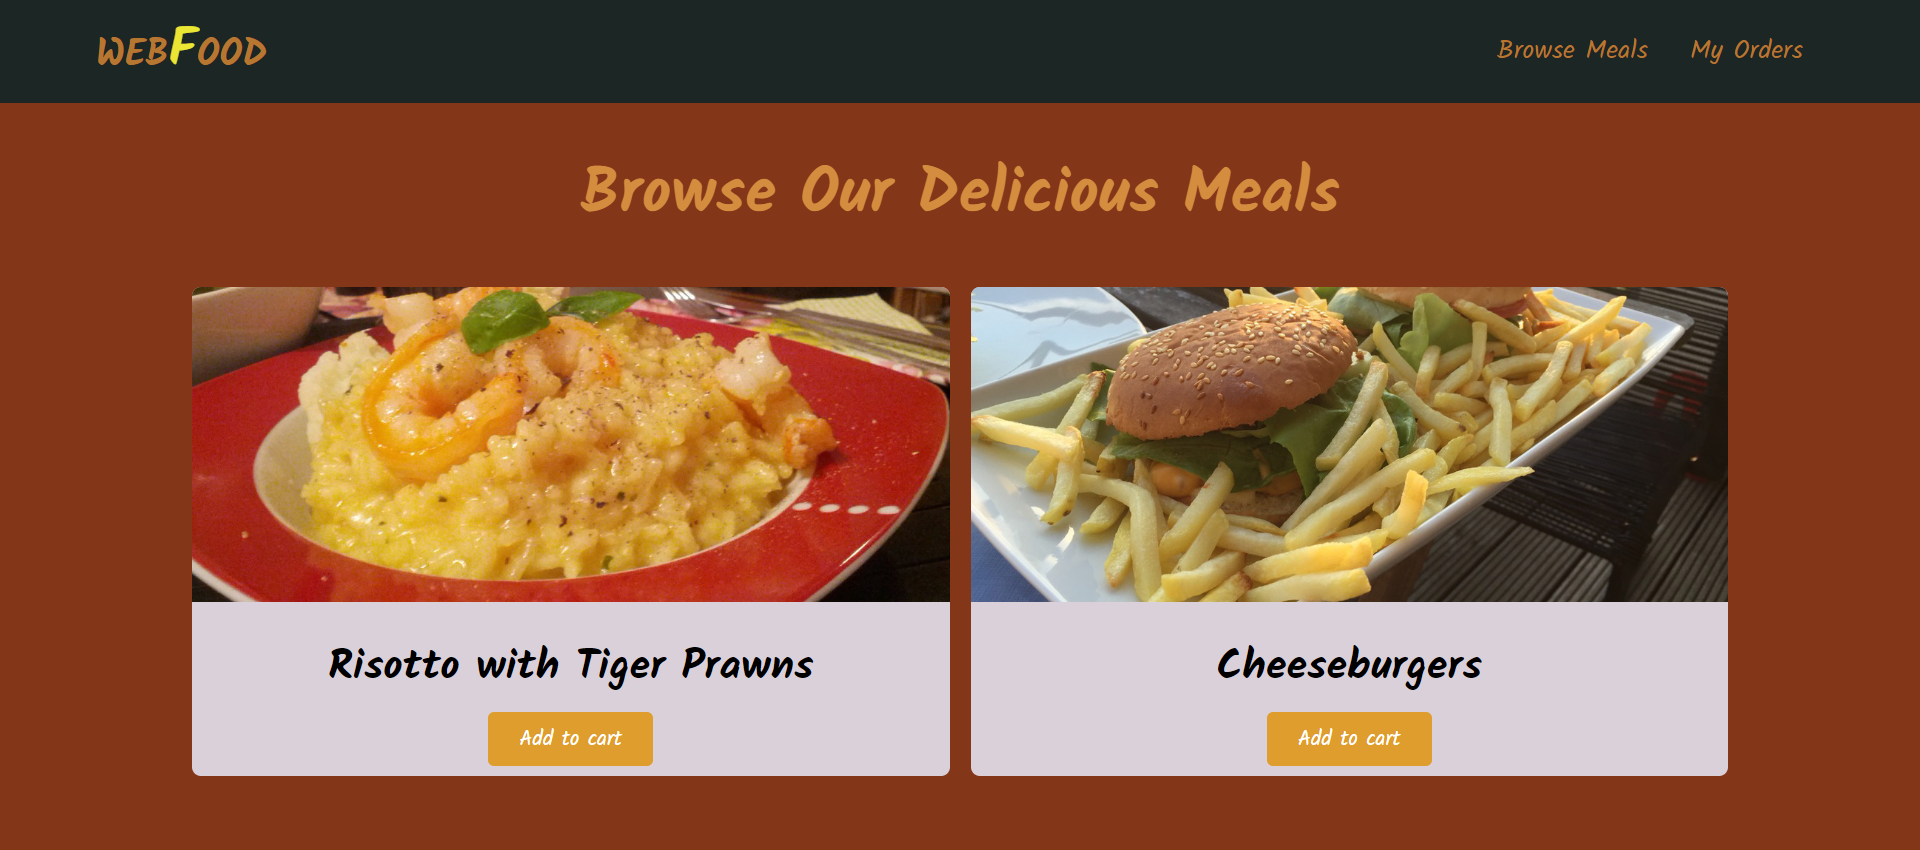 WEBFOOD
Browse Meals My Orders
Browse Our Delicious Meals
Risotto with Tiger Prawns
Add to cart
Cheeseburgers
Add to cart